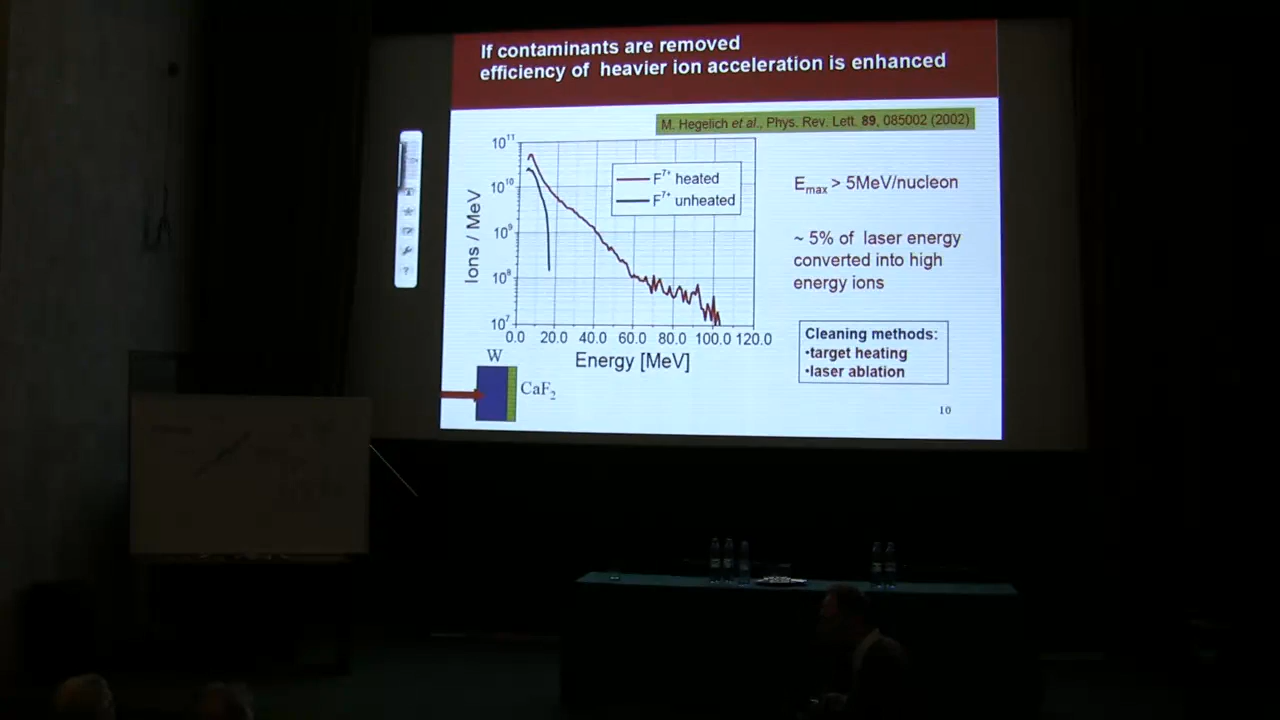 If contaminants are removed
efficiency of heavier ion acceleration is enhanced
M. Hegelich et al., Phys. Rev. Lett. 89, 085002 (2002)
10¹¹
10¹⁰
10⁹
10⁸
10⁷
Ions / MeV
F⁷⁺ heated
F⁷⁺ unheated
0.0 20.0 40.0 60.0 80.0 100.0 120.0
Energy [MeV]
Eₘₐₓ > 5MeV/nucleon
~ 5% of laser energy
converted into high
energy ions
Cleaning methods:
•target heating
•laser ablation
W
CaF₂
10
?